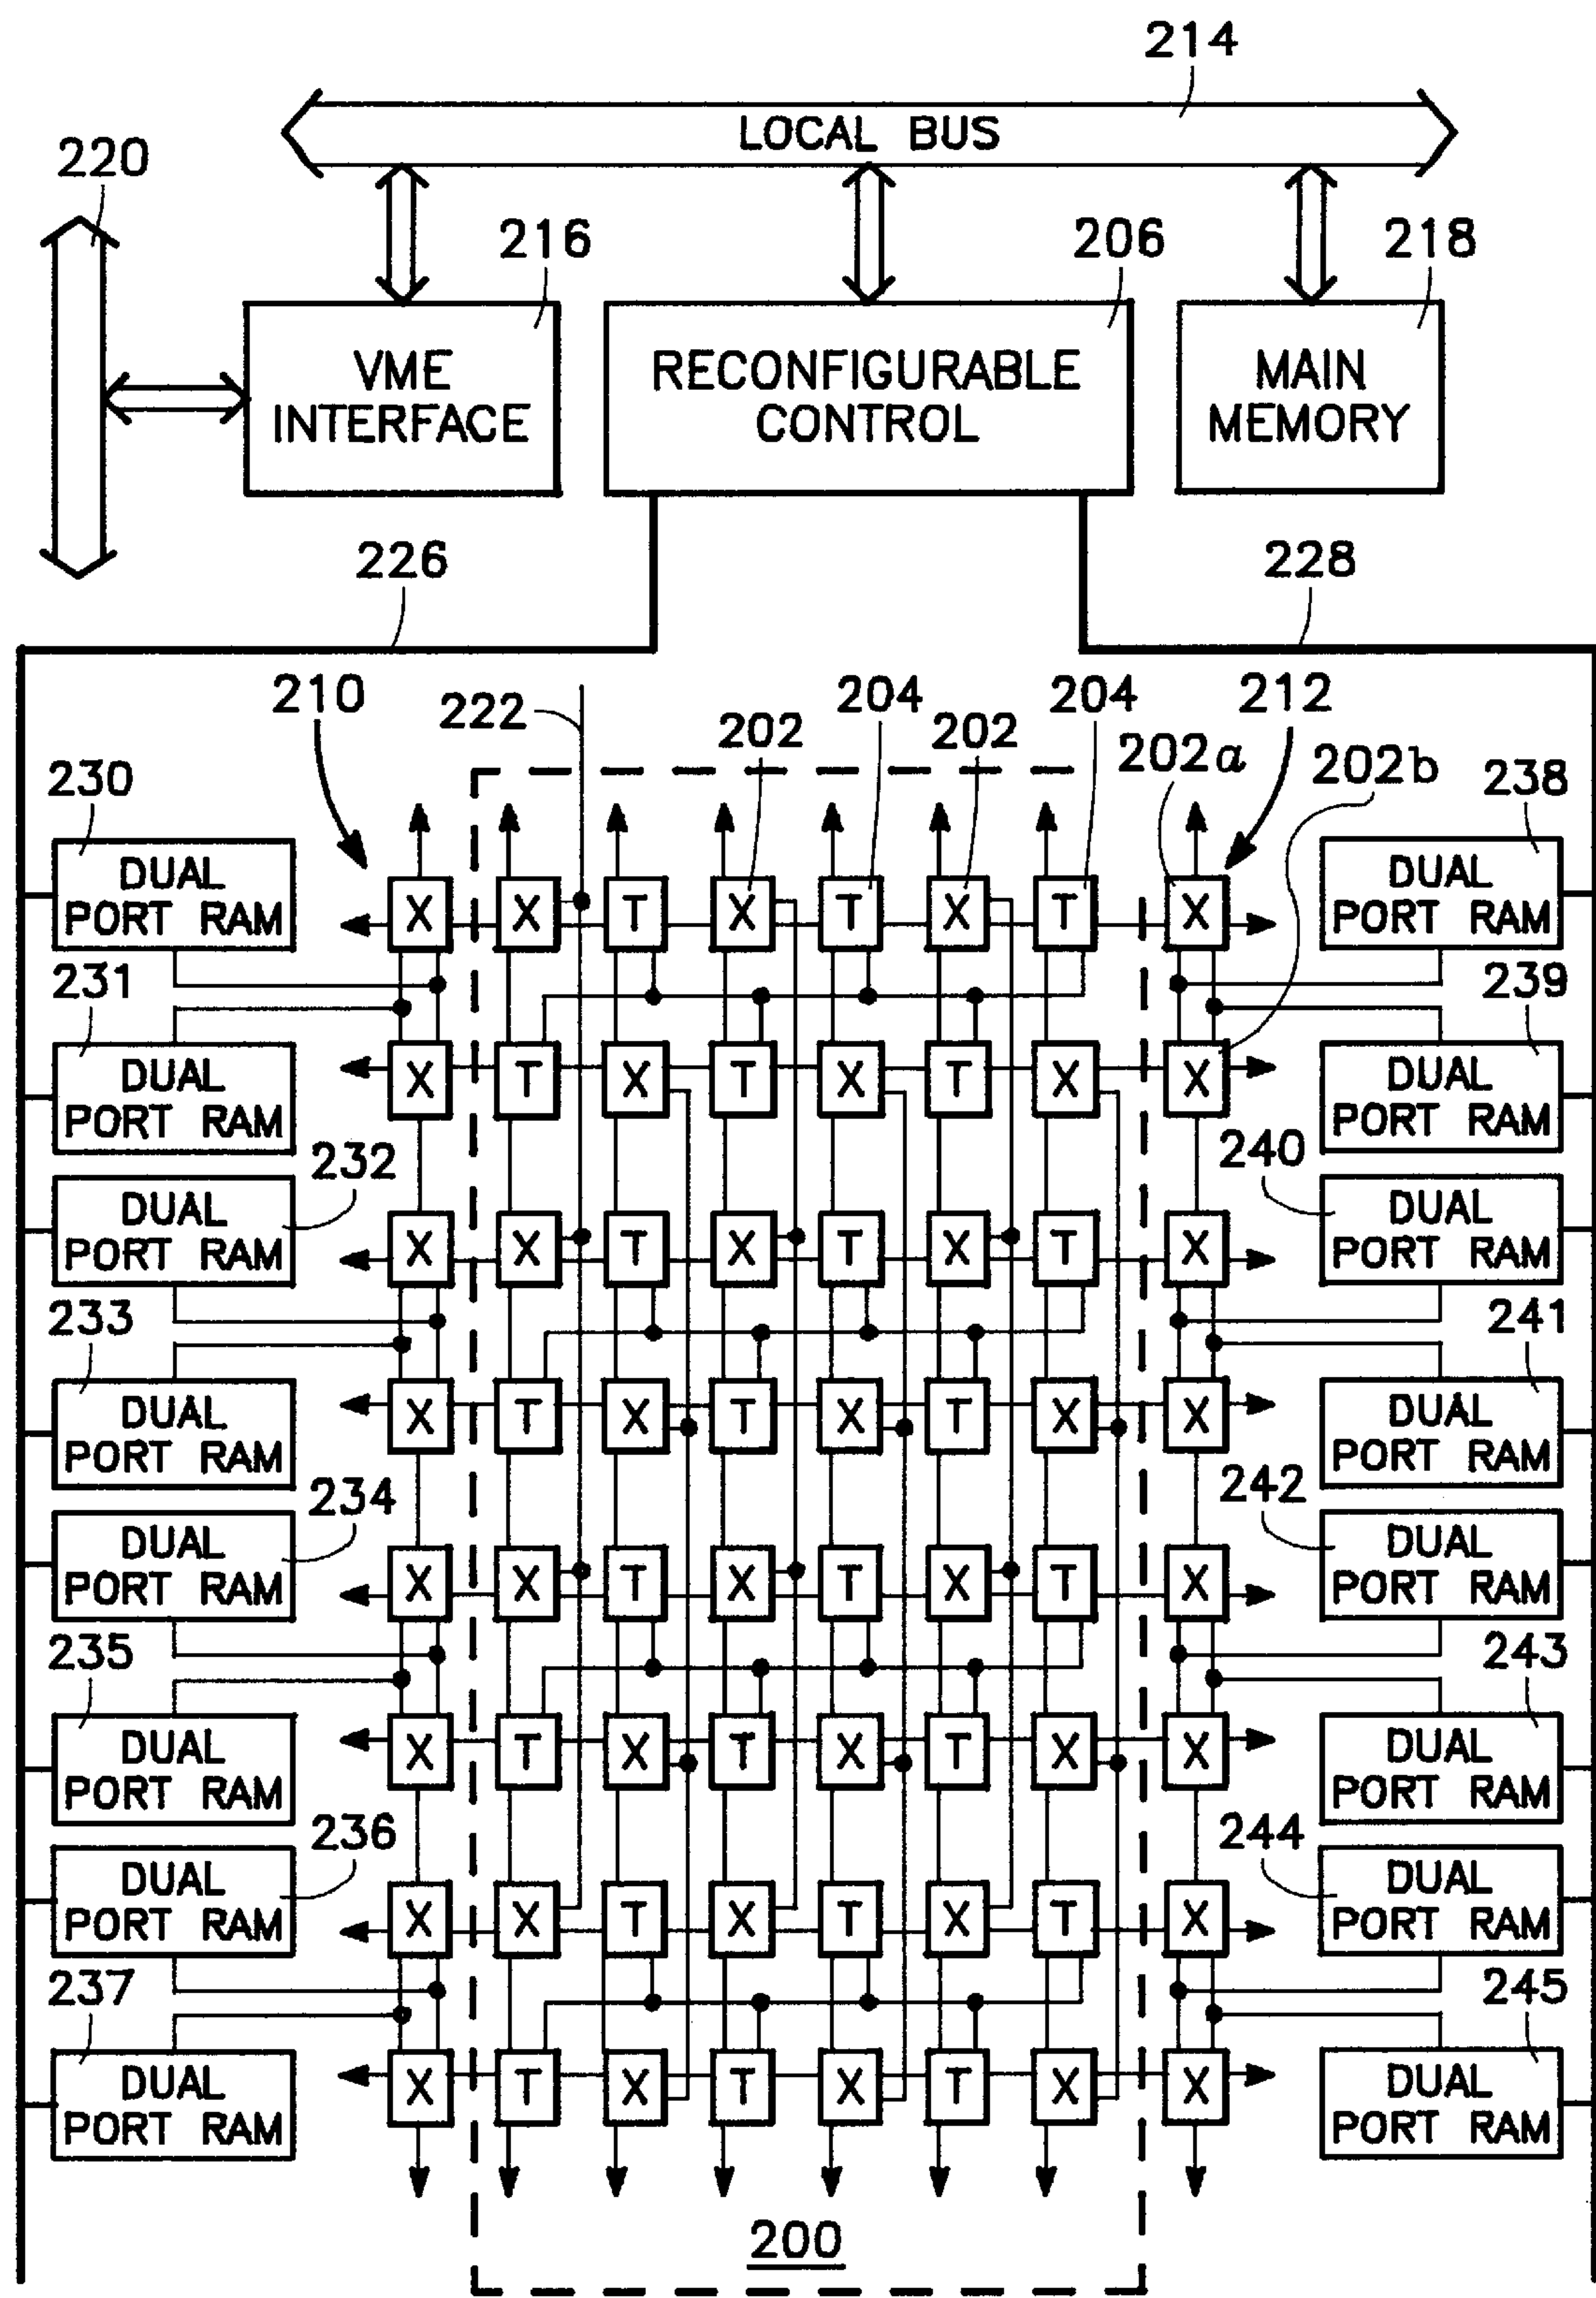 214
LOCAL BUS
220
216
206
218
VME
INTERFACE
RECONFIGURABLE
CONTROL
MAIN
MEMORY
226
228
210
222
202
204
202
204
212
202a
202b
230
DUAL
PORT RAM
238
DUAL
PORT RAM
X X T X T X T X
231
DUAL
PORT RAM
239
DUAL
PORT RAM
X T X T X T X X
232
DUAL
PORT RAM
240
DUAL
PORT RAM
X X T X T X T X
233
DUAL
PORT RAM
241
DUAL
PORT RAM
X T X T X T X X
234
DUAL
PORT RAM
242
DUAL
PORT RAM
X X T X T X T X
235
DUAL
PORT RAM
243
DUAL
PORT RAM
X T X T X T X X
236
DUAL
PORT RAM
244
DUAL
PORT RAM
X X T X T X T X
237
DUAL
PORT RAM
245
DUAL
PORT RAM
X T X T X T X X
200